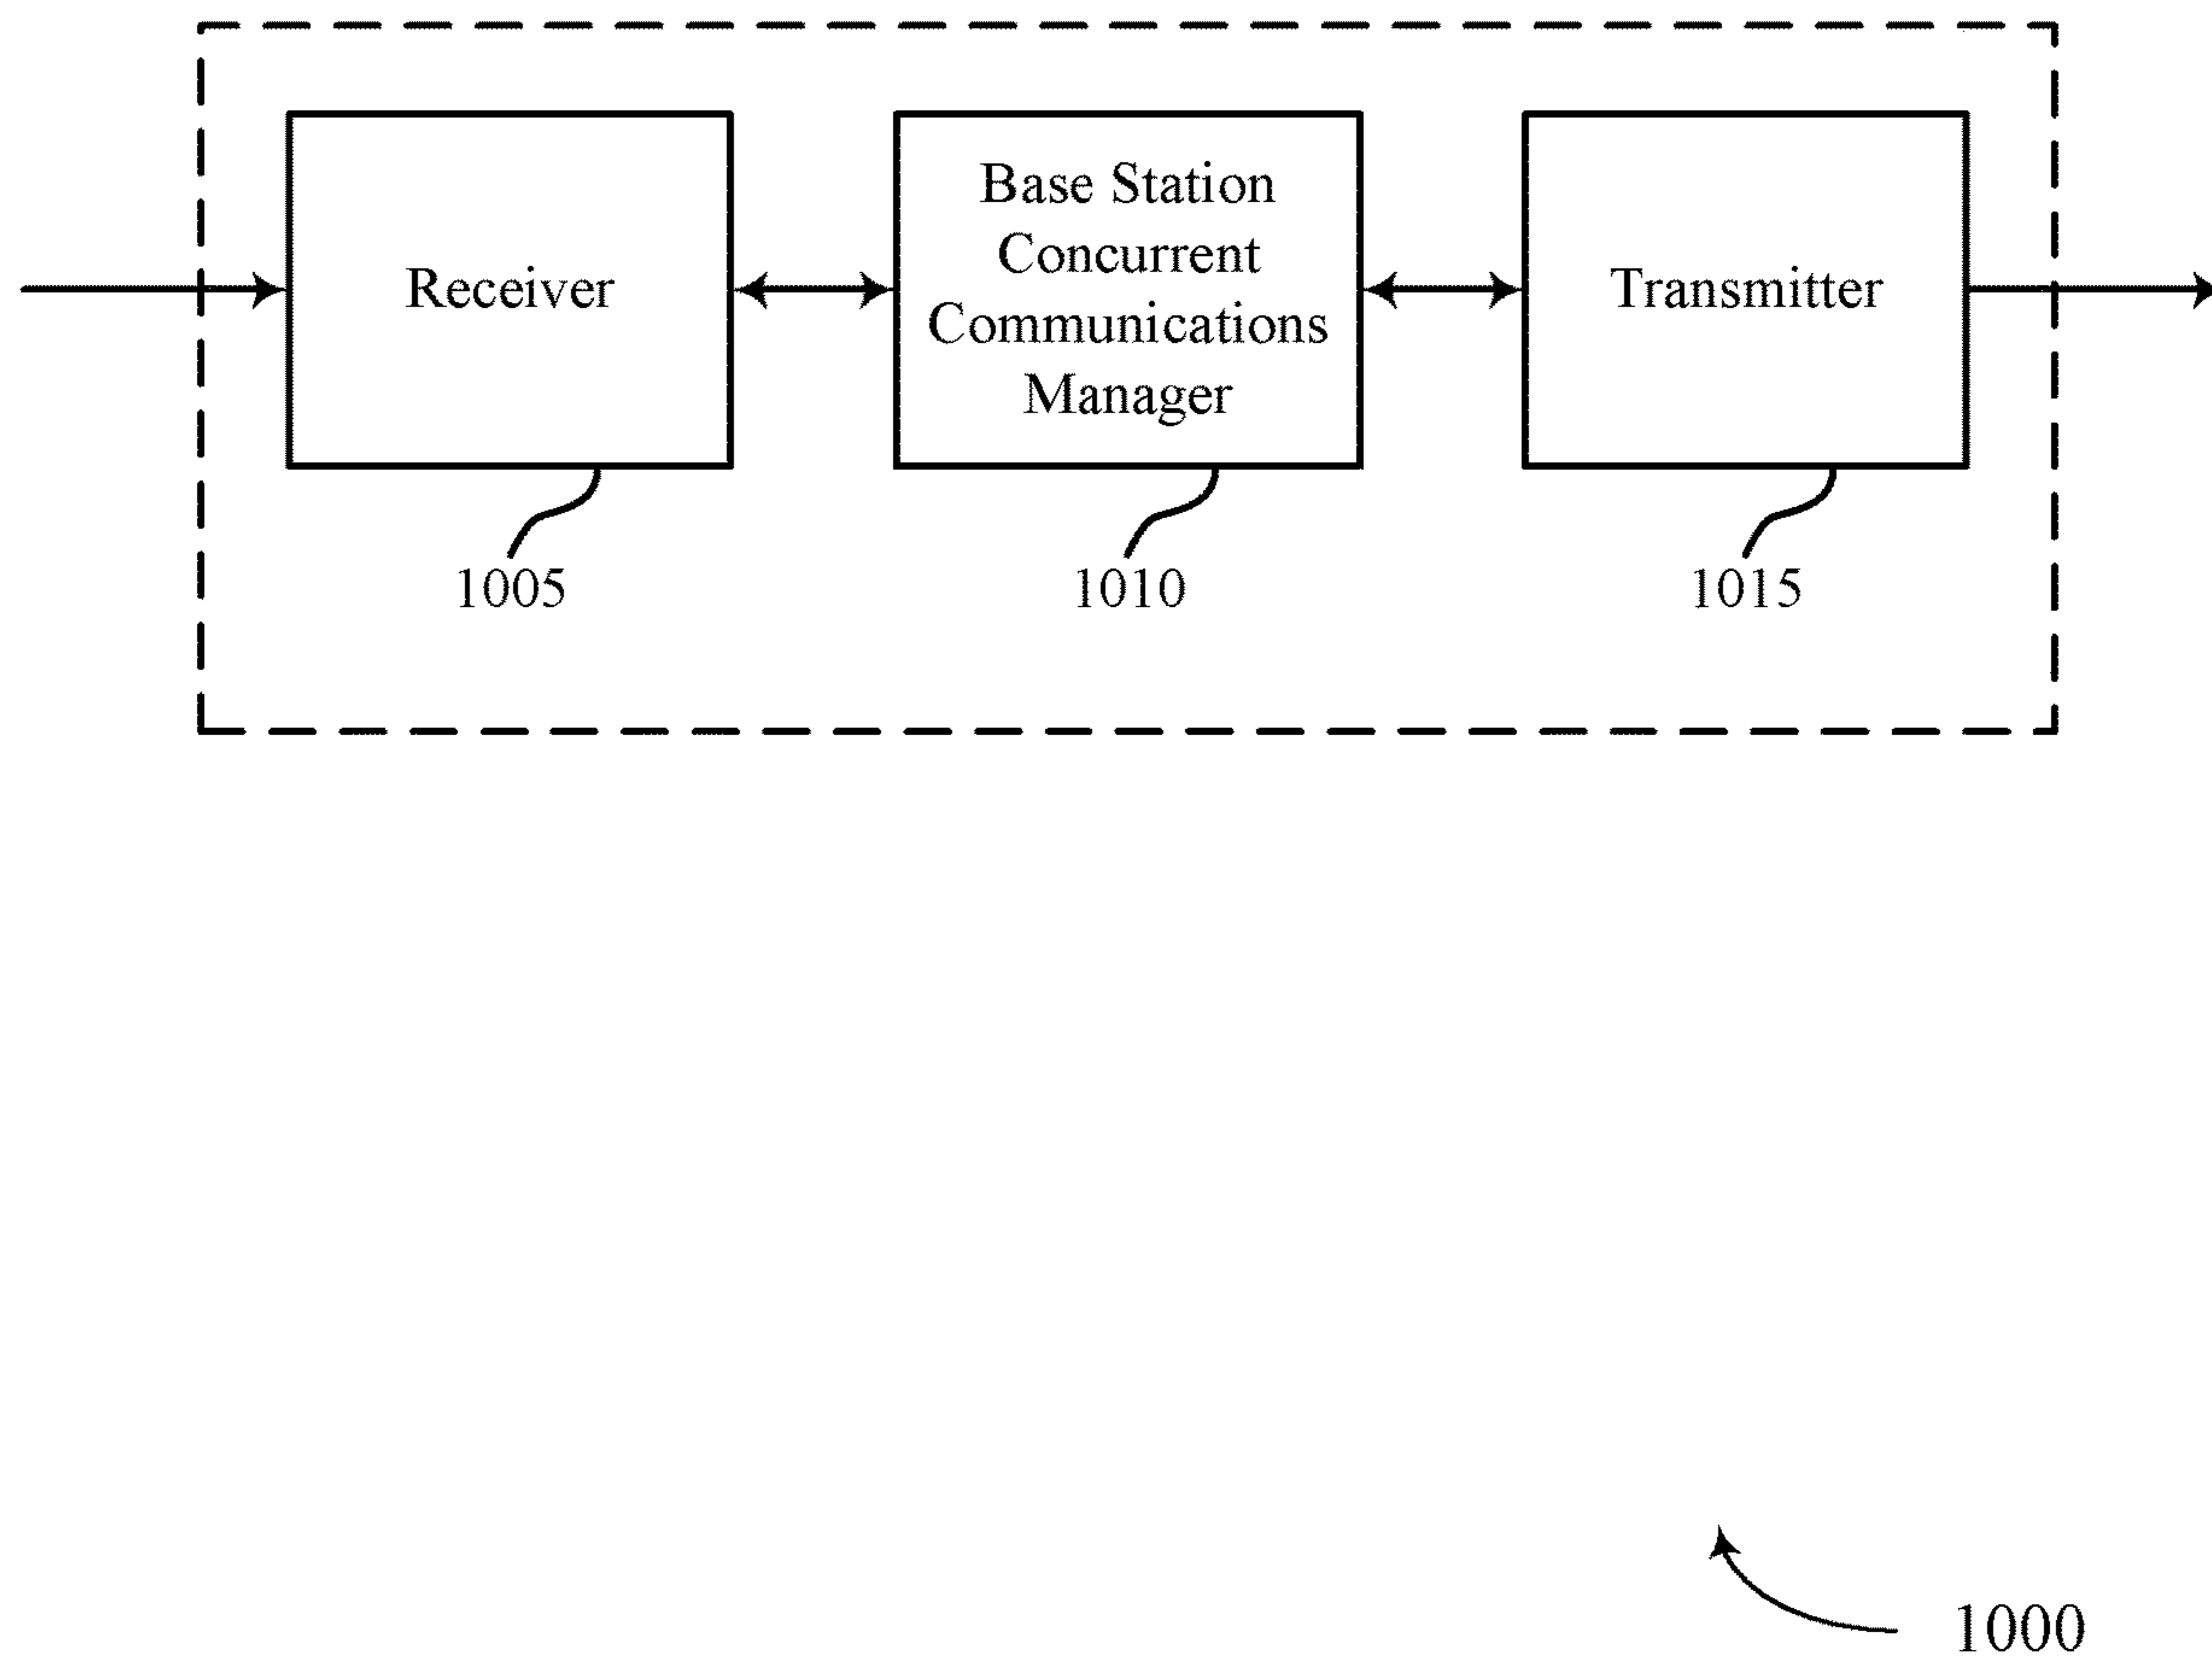 Receiver
Base Station
Concurrent
Communications
Manager
Transmitter
1005
1010
1015
1000